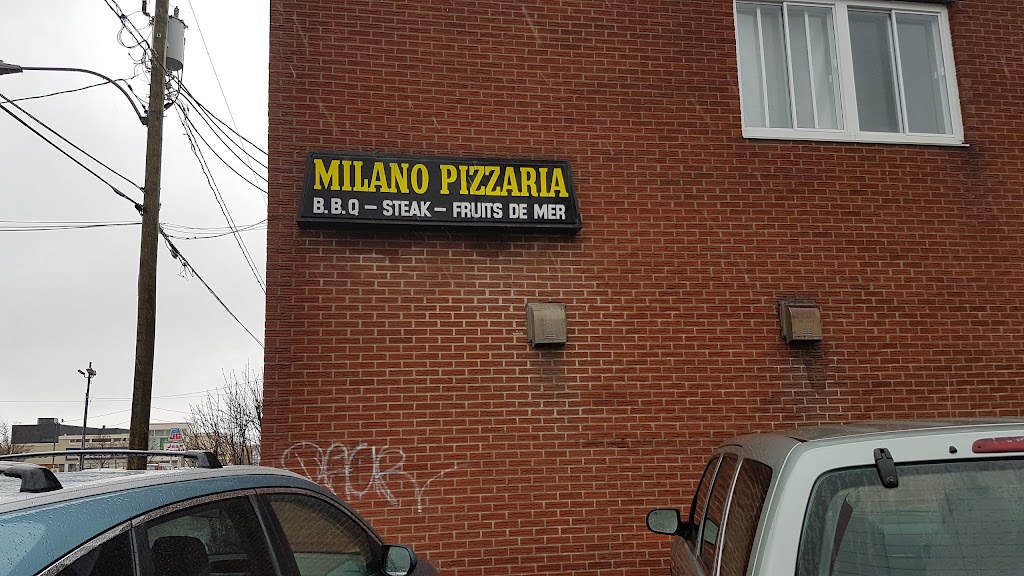 MILANO PIZZARIA
B.B.Q – STEAK – FRUITS DE MER